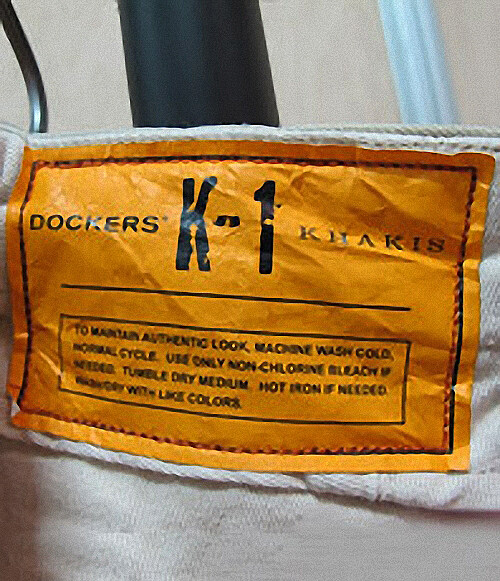 DOCKERS® K-1 KHAKIS
TO MAINTAIN AUTHENTIC LOOK, MACHINE WASH COLD,
NORMAL CYCLE. USE ONLY NON-CHLORINE BLEACH IF
NEEDED. TUMBLE DRY MEDIUM. HOT IRON IF NEEDED.
WASH/DRY WITH LIKE COLORS.